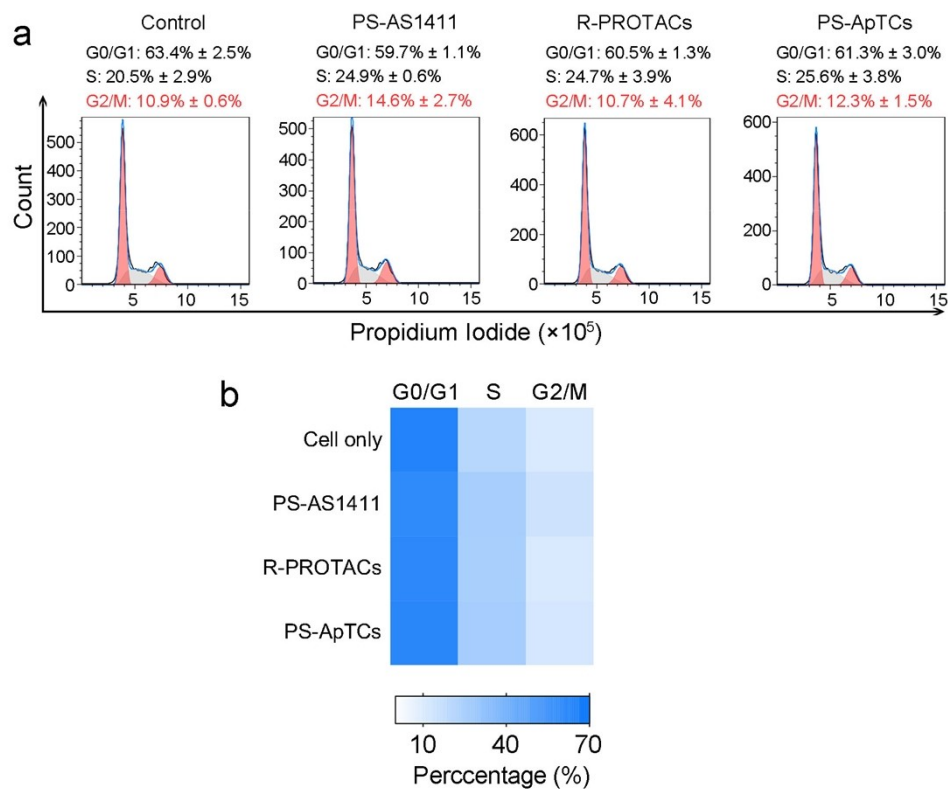 a
Control PS-AS1411 R-PROTACs PS-ApTCs
G0/G1: 63.4% ± 2.5% G0/G1: 59.7% ± 1.1% G0/G1: 60.5% ± 1.3% G0/G1: 61.3% ± 3.0%
S: 20.5% ± 2.9% S: 24.9% ± 0.6% S: 24.7% ± 3.9% S: 25.6% ± 3.8%
G2/M: 10.9% ± 0.6% G2/M: 14.6% ± 2.7% G2/M: 10.7% ± 4.1% G2/M: 12.3% ± 1.5%
Count
500 400 300 200 100 0
5 10 15
500 400 300 200 100 0
5 10 15
600 400 200 0
5 10 15
600 400 200 0
5 10 15
Propidium Iodide (×10⁵)
b
G0/G1 S G2/M
Cell only
PS-AS1411
R-PROTACs
PS-ApTCs
10 40 70
Perccentage (%)